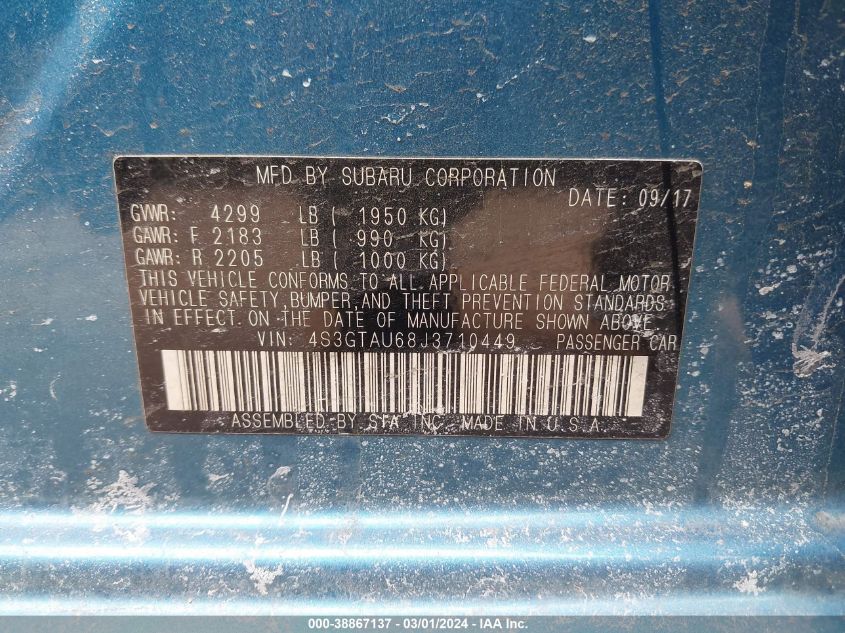 MFD BY SUBARU CORPORATION
DATE: 09/17
GVWR: 4299 LB ( 1950 KG)
GAWR: F 2183 LB ( 990 KG)
GAWR: R 2205 LB ( 1000 KG)
THIS VEHICLE CONFORMS TO ALL APPLICABLE FEDERAL MOTOR
VEHICLE SAFETY, BUMPER, AND THEFT PREVENTION STANDARDS
IN EFFECT ON THE DATE OF MANUFACTURE SHOWN ABOVE
VIN: 4S3GTAU68J3710449 PASSENGER CAR
ASSEMBLED BY SIA INC. MADE IN U.S.A.
000-38867137 - 03/01/2024 - © IAA Inc.